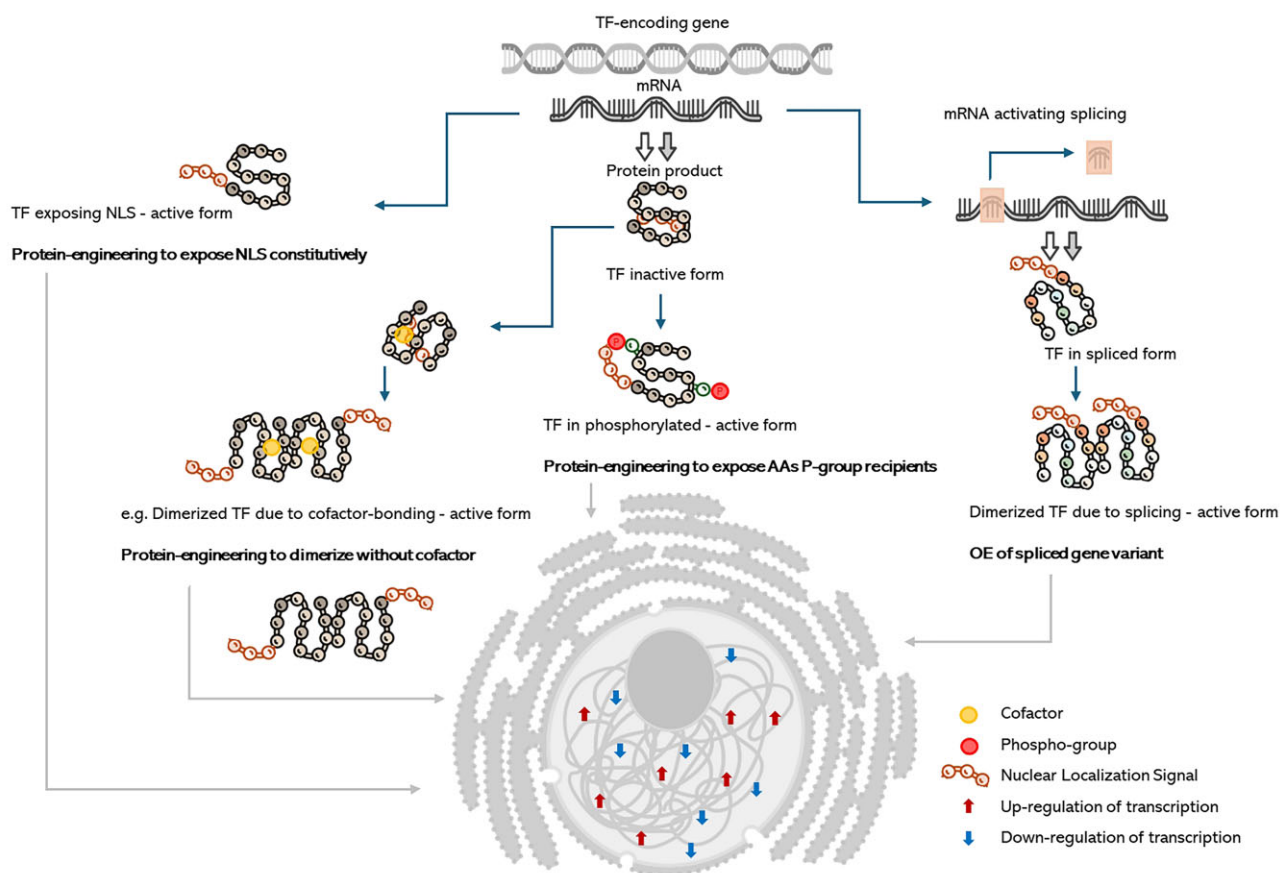 TF-encoding gene
mRNA
mRNA activating splicing
Protein product
TF exposing NLS - active form
Protein-engineering to expose NLS constitutively
TF inactive form
TF in spliced form
P
P
TF in phosphorylated - active form
Protein-engineering to expose AAs P-group recipients
e.g. Dimerized TF due to cofactor-bonding - active form
Protein-engineering to dimerize without cofactor
Dimerized TF due to splicing - active form
OE of spliced gene variant
Cofactor
Phospho-group
Nuclear Localization Signal
Up-regulation of transcription
Down-regulation of transcription